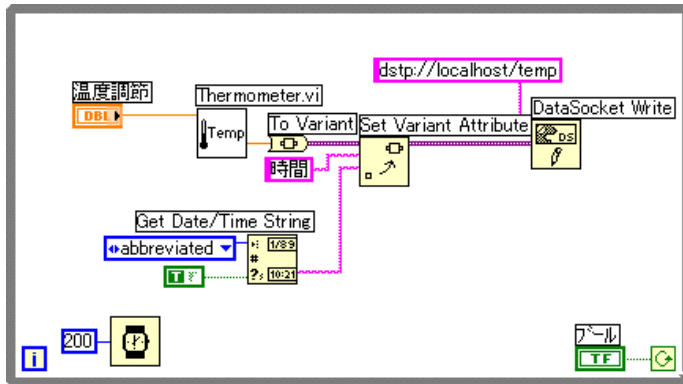 dstp://localhost/temp
温度調節
DBL
Thermometer.vi
Temp
To Variant
Set Variant Attribute
DataSocket Write
DS
時間
Get Date/Time String
abbreviated
1/89
#
?s 10:21
T
F
200
i
ブール
TF